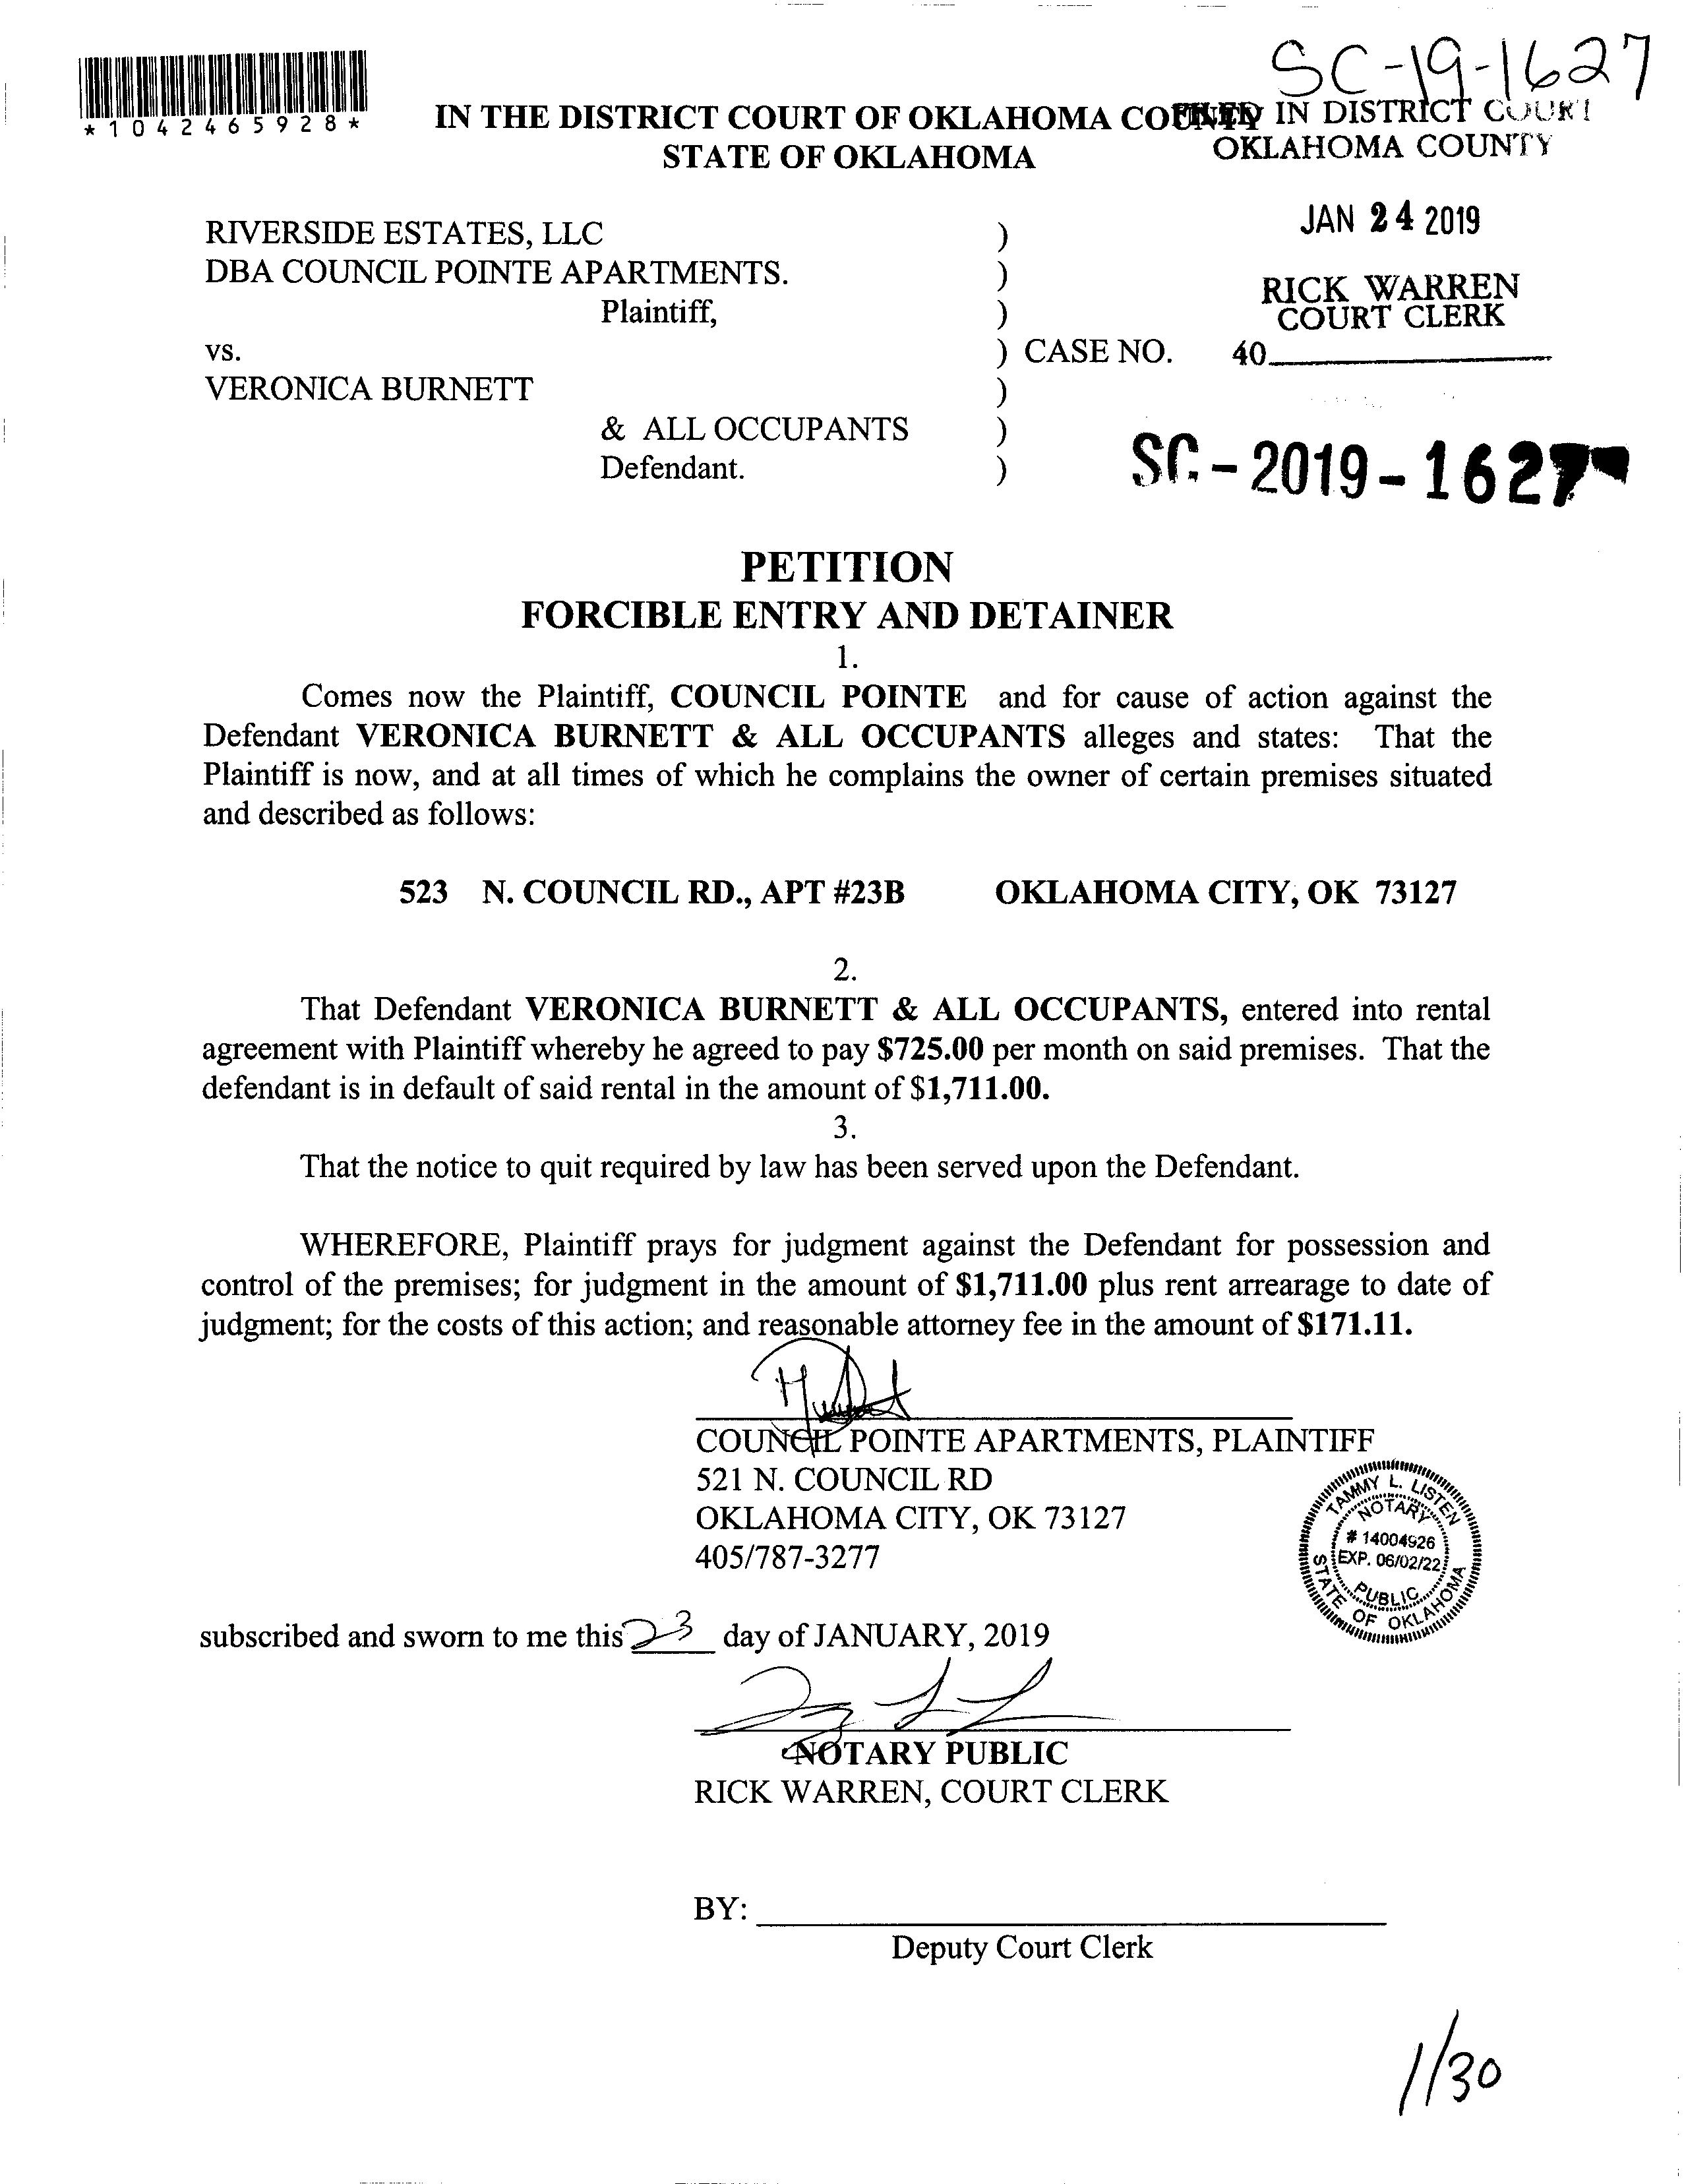 SC-19-1627
*1042465928*
IN THE DISTRICT COURT OF OKLAHOMA COUNTY
STATE OF OKLAHOMA
FILED IN DISTRICT COURT
OKLAHOMA COUNTY
JAN 24 2019
RICK WARREN
COURT CLERK
40
RIVERSIDE ESTATES, LLC )
DBA COUNCIL POINTE APARTMENTS. )
Plaintiff, )
vs. ) CASE NO.
VERONICA BURNETT )
& ALL OCCUPANTS )
Defendant. )
SC-2019-1627
PETITION
FORCIBLE ENTRY AND DETAINER
1.
Comes now the Plaintiff, COUNCIL POINTE and for cause of action against the
Defendant VERONICA BURNETT & ALL OCCUPANTS alleges and states: That the
Plaintiff is now, and at all times of which he complains the owner of certain premises situated
and described as follows:
523 N. COUNCIL RD., APT #23B OKLAHOMA CITY, OK 73127
2.
That Defendant VERONICA BURNETT & ALL OCCUPANTS, entered into rental
agreement with Plaintiff whereby he agreed to pay $725.00 per month on said premises. That the
defendant is in default of said rental in the amount of $1,711.00.
3.
That the notice to quit required by law has been served upon the Defendant.
WHEREFORE, Plaintiff prays for judgment against the Defendant for possession and
control of the premises; for judgment in the amount of $1,711.00 plus rent arrearage to date of
judgment; for the costs of this action; and reasonable attorney fee in the amount of $171.11.
COUNCIL POINTE APARTMENTS, PLAINTIFF
521 N. COUNCIL RD
OKLAHOMA CITY, OK 73127
405/787-3277
TAMMY L. LISTEN
NOTARY
# 14004926
EXP. 06/02/22
PUBLIC
STATE OF OKLAHOMA
subscribed and sworn to me this 23 day of JANUARY, 2019
NOTARY PUBLIC
RICK WARREN, COURT CLERK
BY:
Deputy Court Clerk
1/30